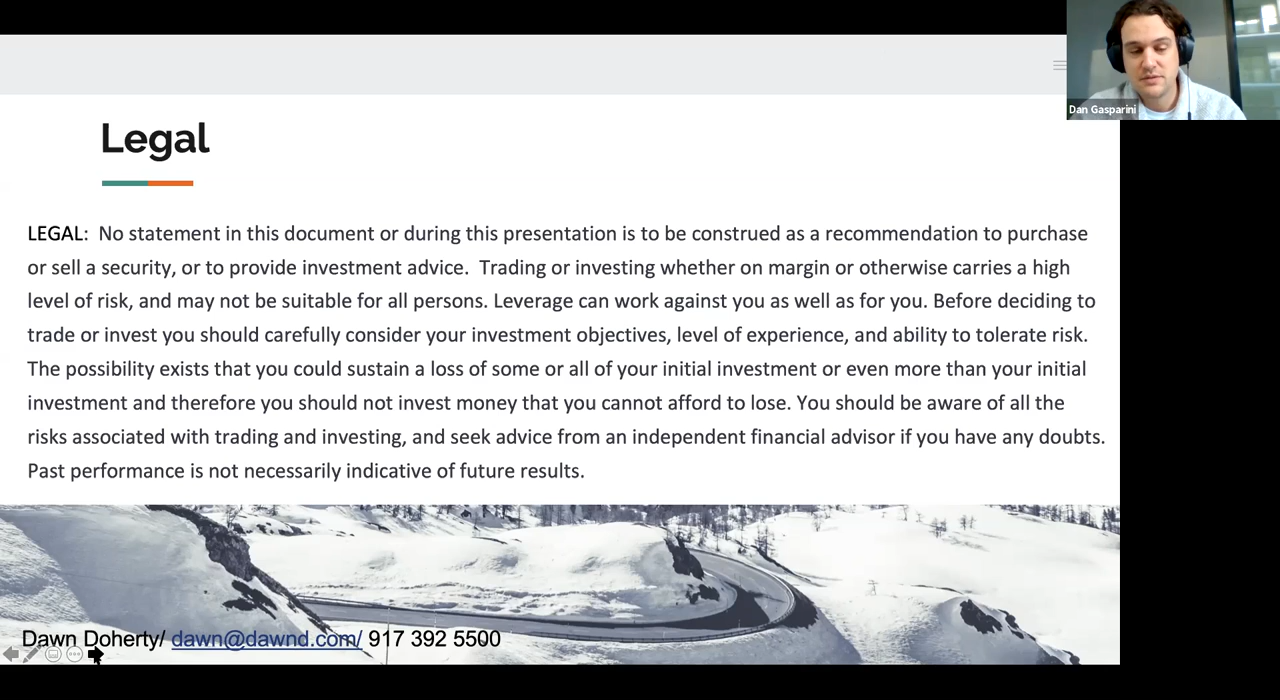 Dan Gasparini
Legal
LEGAL:  No statement in this document or during this presentation is to be construed as a recommendation to purchase
or sell a security, or to provide investment advice.  Trading or investing whether on margin or otherwise carries a high
level of risk, and may not be suitable for all persons. Leverage can work against you as well as for you. Before deciding to
trade or invest you should carefully consider your investment objectives, level of experience, and ability to tolerate risk.
The possibility exists that you could sustain a loss of some or all of your initial investment or even more than your initial
investment and therefore you should not invest money that you cannot afford to lose. You should be aware of all the
risks associated with trading and investing, and seek advice from an independent financial advisor if you have any doubts.
Past performance is not necessarily indicative of future results.
Dawn Doherty/ dawn@dawnd.com/ 917 392 5500